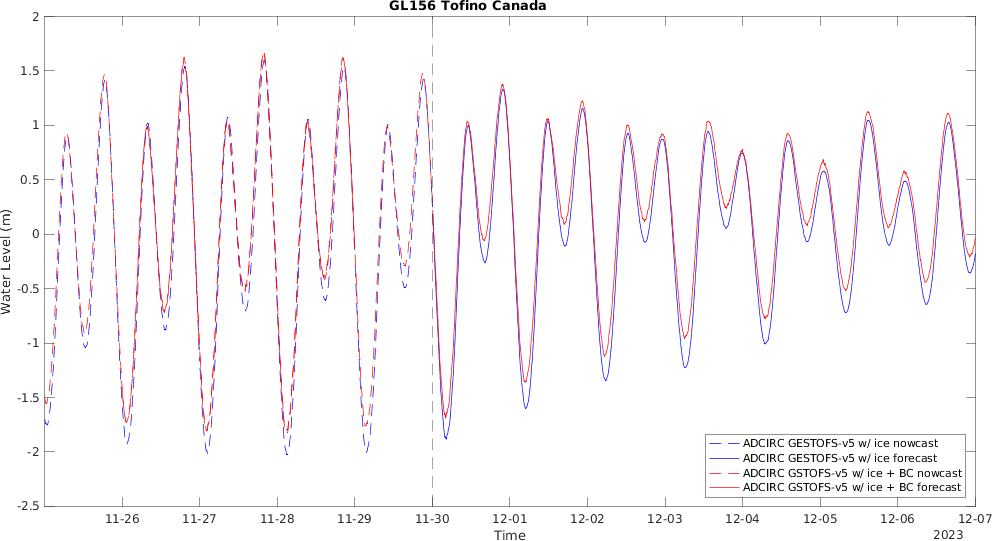 GL156 Tofino Canada
2
1.5
1
0.5
0
-0.5
-1
-1.5
-2
-2.5
Water Level (m)
ADCIRC GESTOFS-v5 w/ ice nowcast
ADCIRC GESTOFS-v5 w/ ice forecast
ADCIRC GSTOFS-v5 w/ ice + BC nowcast
ADCIRC GSTOFS-v5 w/ ice + BC forecast
11-26 11-27 11-28 11-29 11-30 12-01 12-02 12-03 12-04 12-05 12-06 12-07
Time
2023